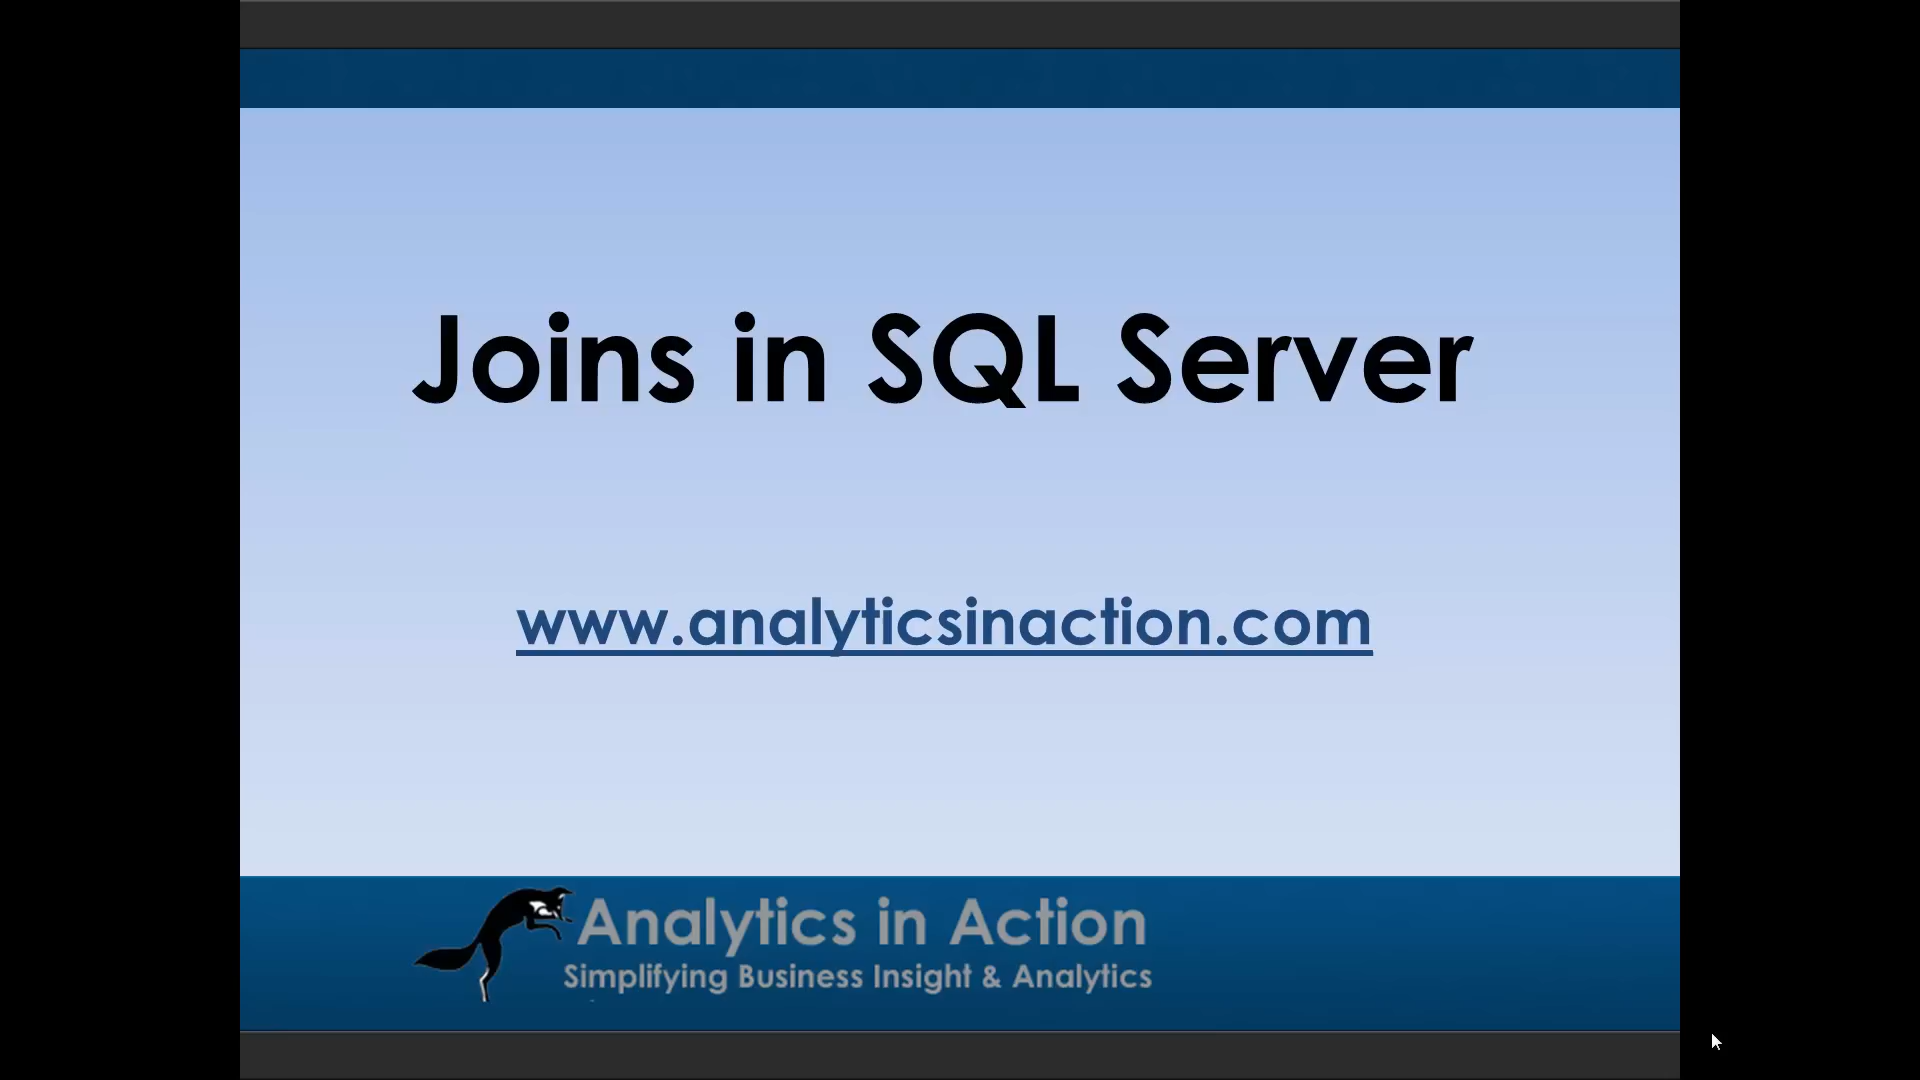 Joins in SQL Server
www.analyticsinaction.com
Analytics in Action
Simplifying Business Insight & Analytics